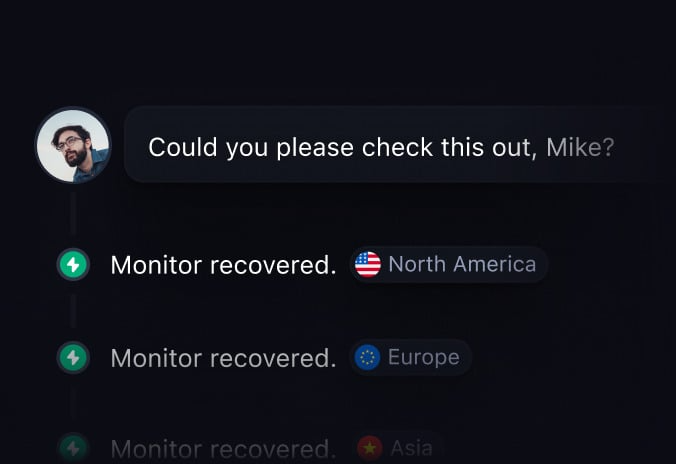 Could you please check this out, Mike?
Monitor recovered. North America
Monitor recovered. Europe
Monitor recovered. Asia